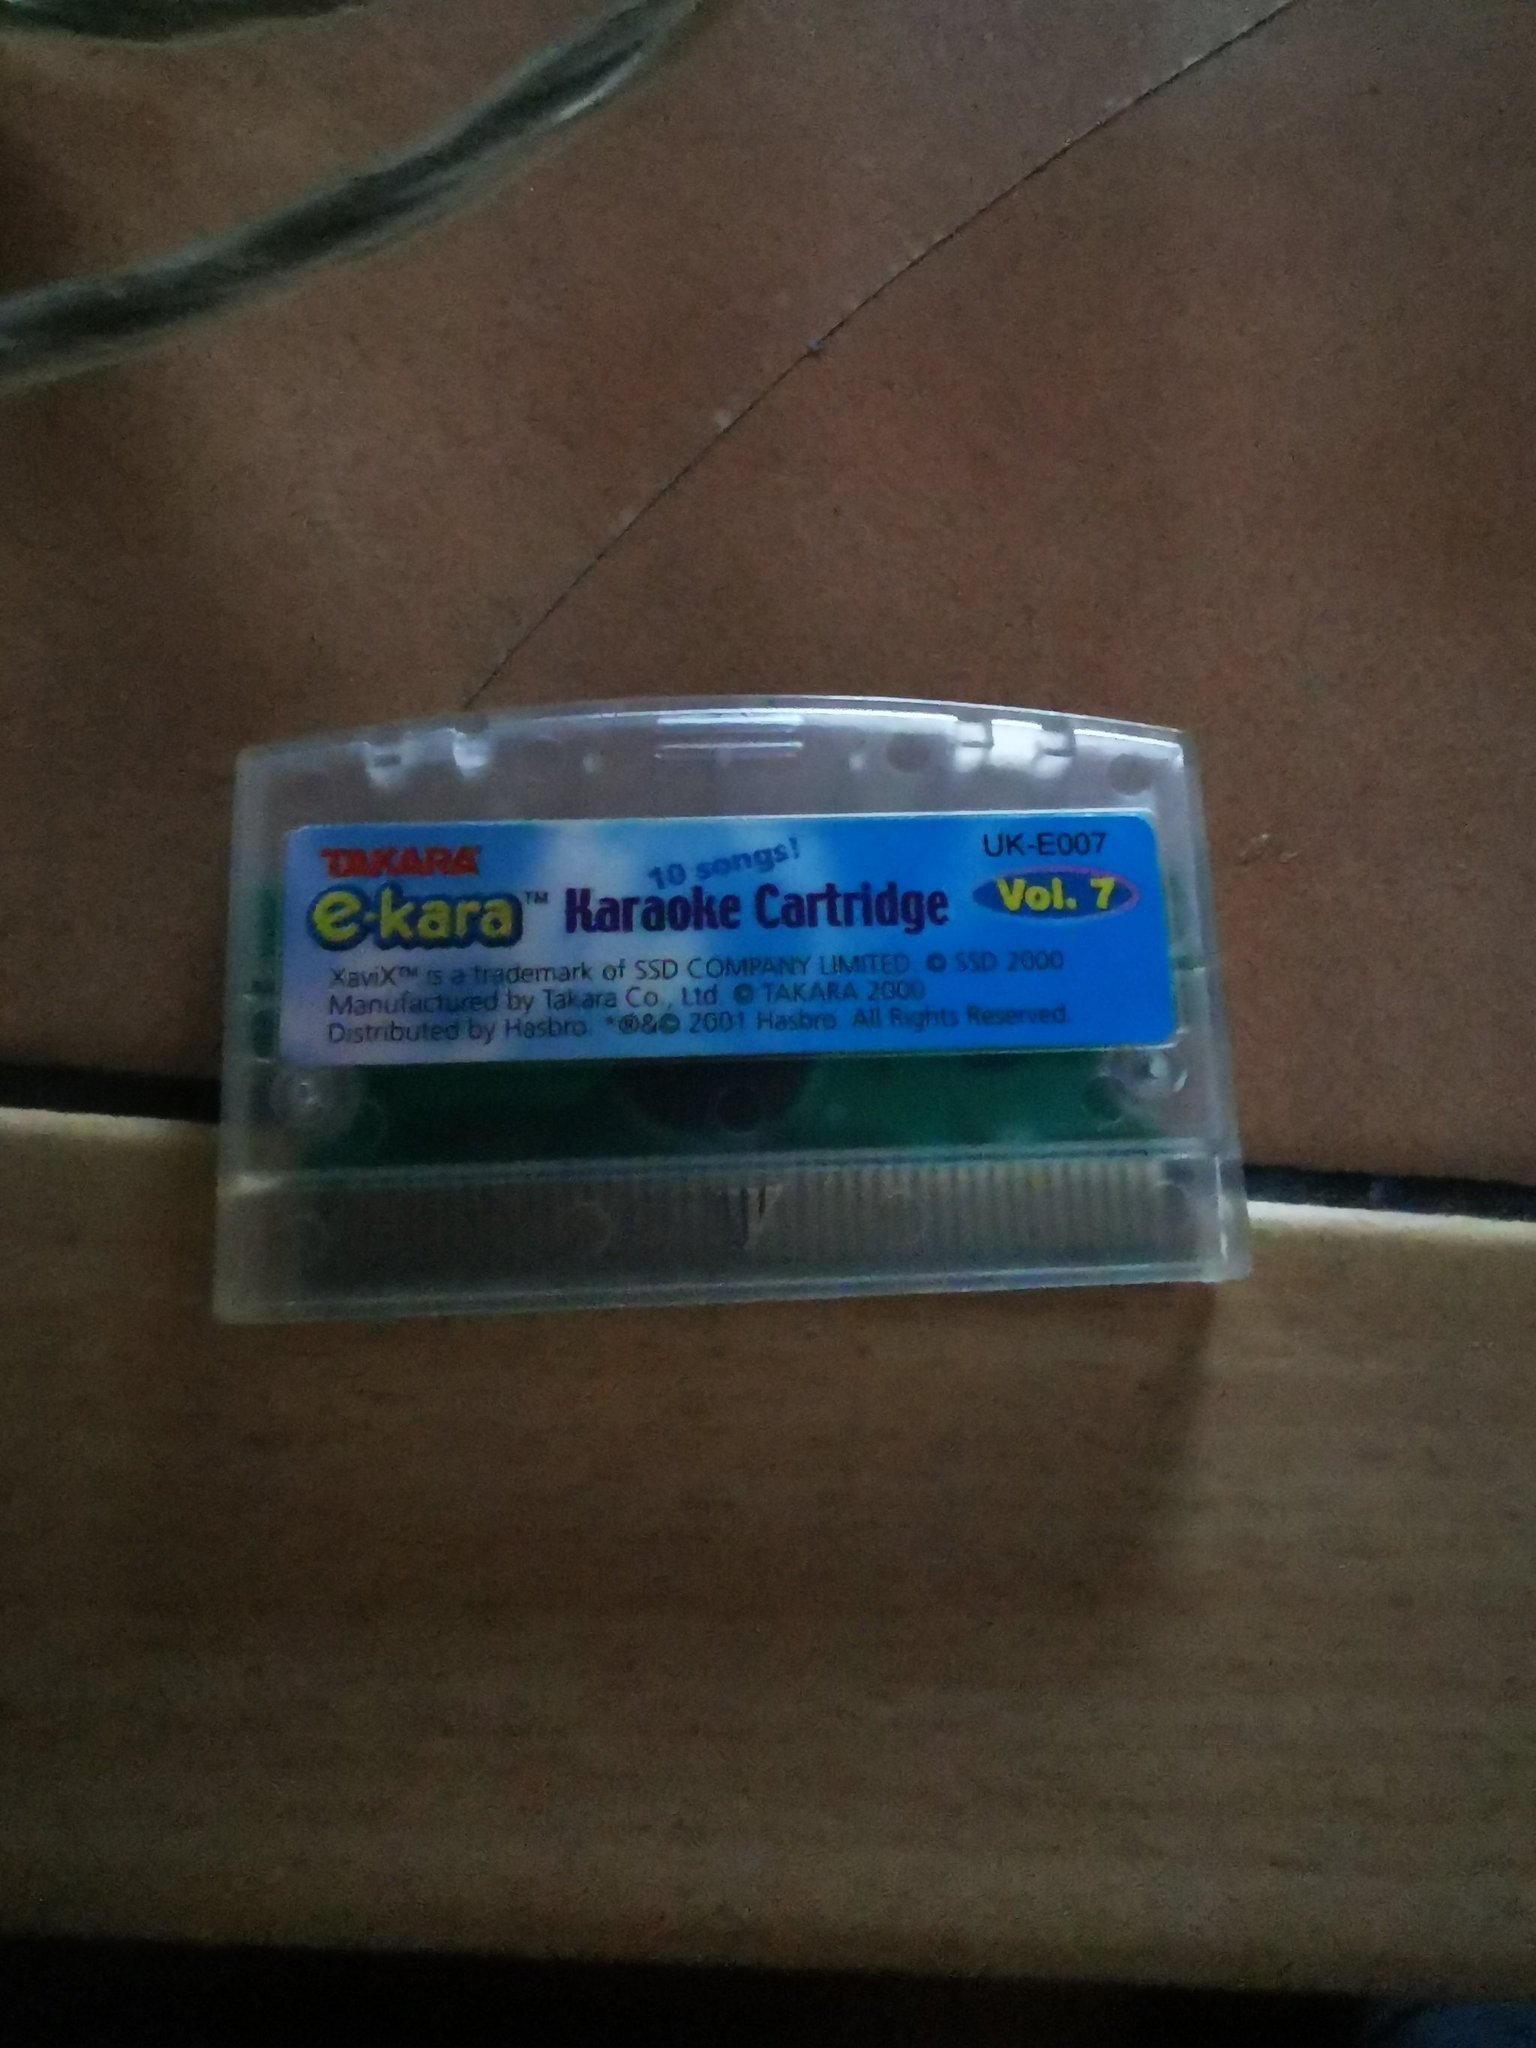 TAKARA
10 songs!
UK-E007
e-kara™ Karaoke Cartridge Vol. 7
XaviX™ is a trademark of SSD COMPANY LIMITED. © SSD 2000
Manufactured by Takara Co., Ltd. © TAKARA 2000
Distributed by Hasbro. *®&© 2001 Hasbro. All Rights Reserved.